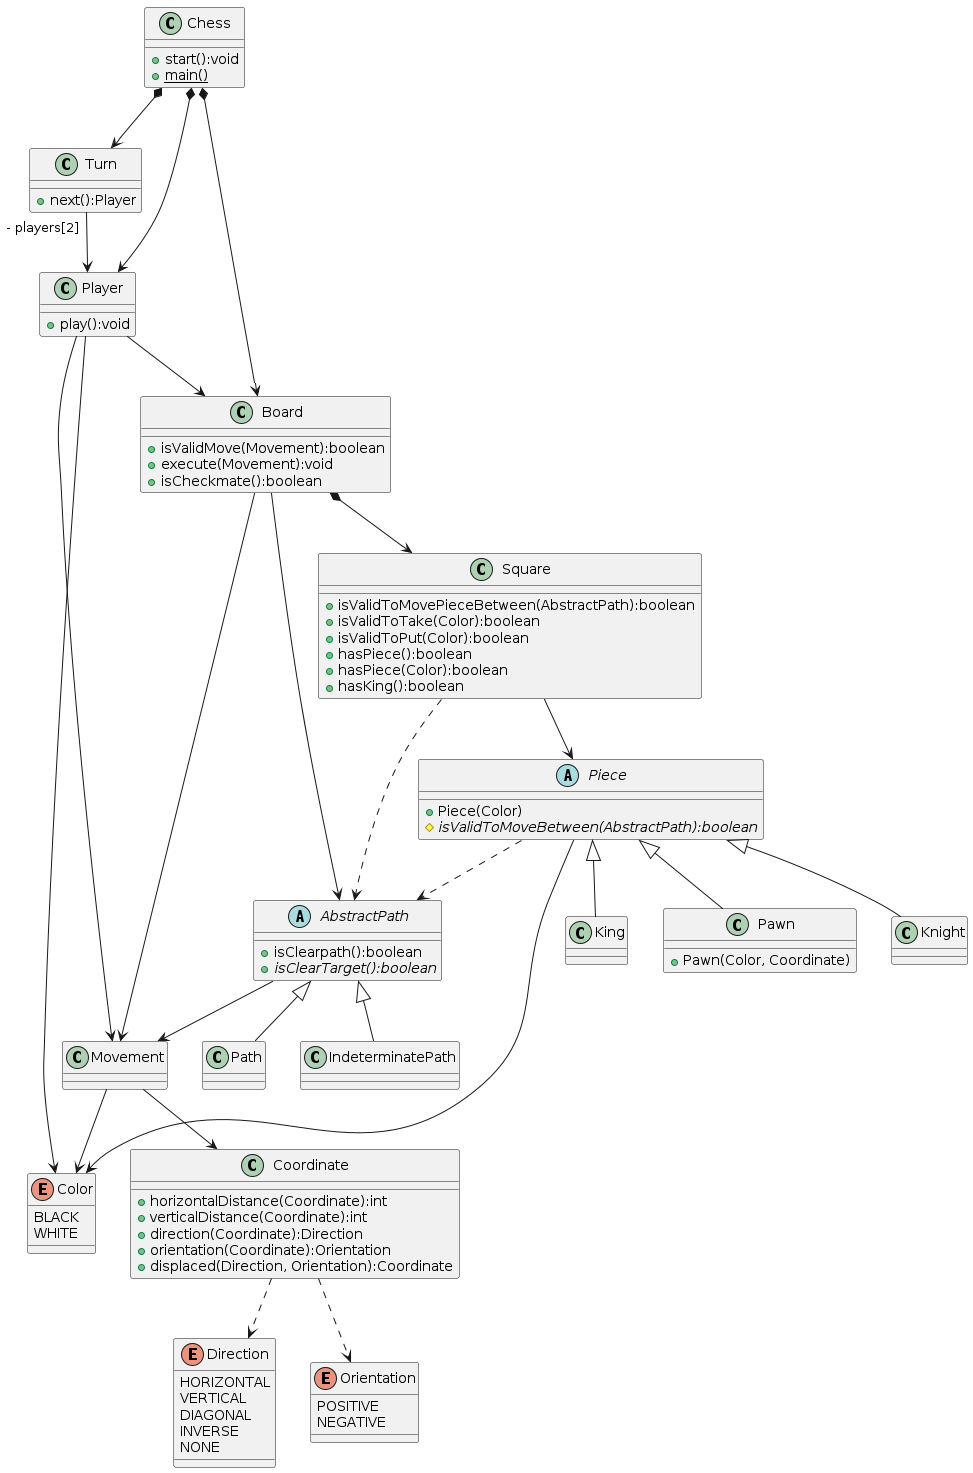 C Chess
start():void
main()
C Turn
next():Player
- players[2]
C Player
play():void
C Board
isValidMove(Movement):boolean
execute(Movement):void
isCheckmate():boolean
C Square
isValidToMovePieceBetween(AbstractPath):boolean
isValidToTake(Color):boolean
isValidToPut(Color):boolean
hasPiece():boolean
hasPiece(Color):boolean
hasKing():boolean
A Piece
Piece(Color)
isValidToMoveBetween(AbstractPath):boolean
A AbstractPath
isClearpath():boolean
isClearTarget():boolean
C King
C Pawn
Pawn(Color, Coordinate)
C Knight
C Movement
C Path
C IndeterminatePath
E Color
BLACK
WHITE
C Coordinate
horizontalDistance(Coordinate):int
verticalDistance(Coordinate):int
direction(Coordinate):Direction
orientation(Coordinate):Orientation
displaced(Direction, Orientation):Coordinate
E Direction
HORIZONTAL
VERTICAL
DIAGONAL
INVERSE
NONE
E Orientation
POSITIVE
NEGATIVE